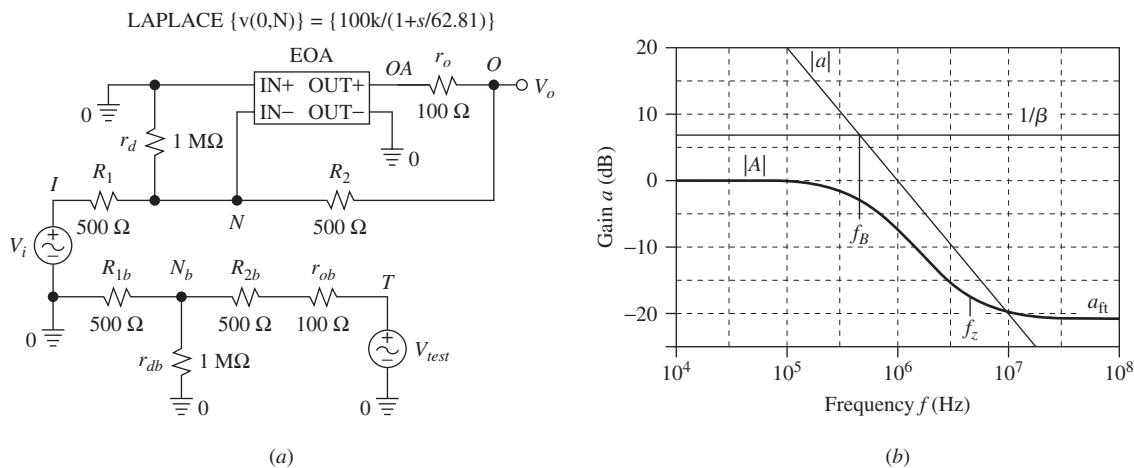 LAPLACE {v(0,N)} = {100k/(1+s/62.81)}
EOA
IN+ OUT+
IN− OUT−
OA
r_o
100 Ω
O
V_o
0
0
r_d
1 MΩ
I
R_1
500 Ω
N
R_2
500 Ω
V_i
+
−
R_1b
500 Ω
N_b
R_2b
500 Ω
r_ob
100 Ω
T
+
−
V_test
0
r_db
1 MΩ
0
0
(a)
Gain a (dB)
20
10
0
−10
−20
|a|
1/β
|A|
f_B
f_z
a_ft
10^4
10^5
10^6
10^7
10^8
Frequency f (Hz)
(b)